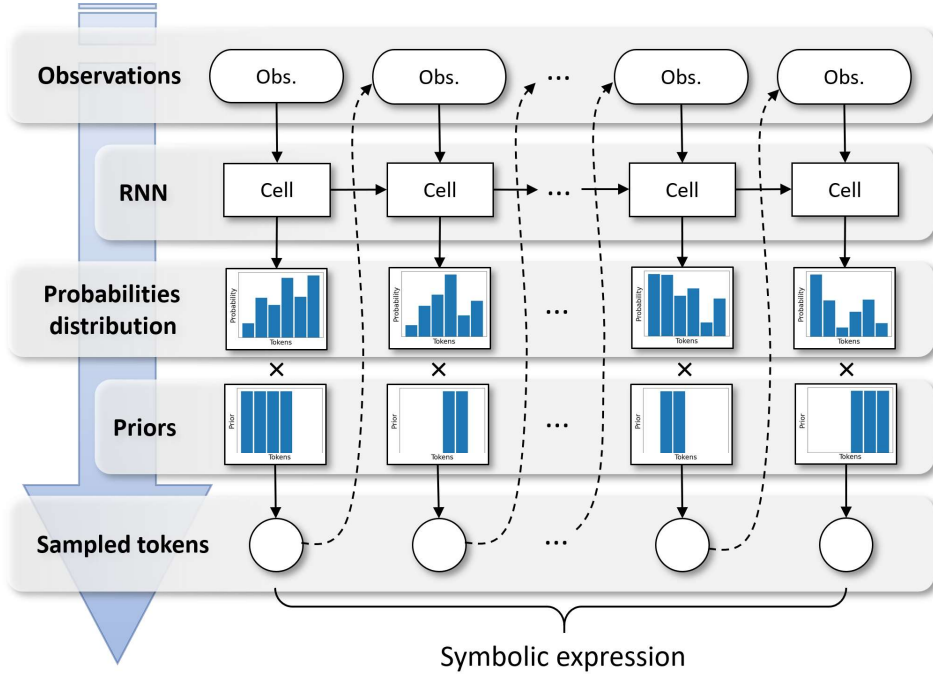 Observations
Obs.
Obs.
...
Obs.
Obs.
RNN
Cell
Cell
...
Cell
Cell
Probabilities
distribution
Probability
Tokens
Probability
Tokens
...
Probability
Tokens
Probability
Tokens
×
×
×
×
Priors
Prior
Tokens
Prior
Tokens
...
Prior
Tokens
Prior
Tokens
Sampled tokens
...
Symbolic expression